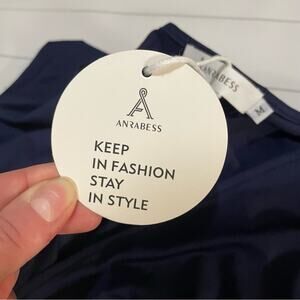 ANRABESS
KEEP
IN FASHION
STAY
IN STYLE
ANRABESS
M